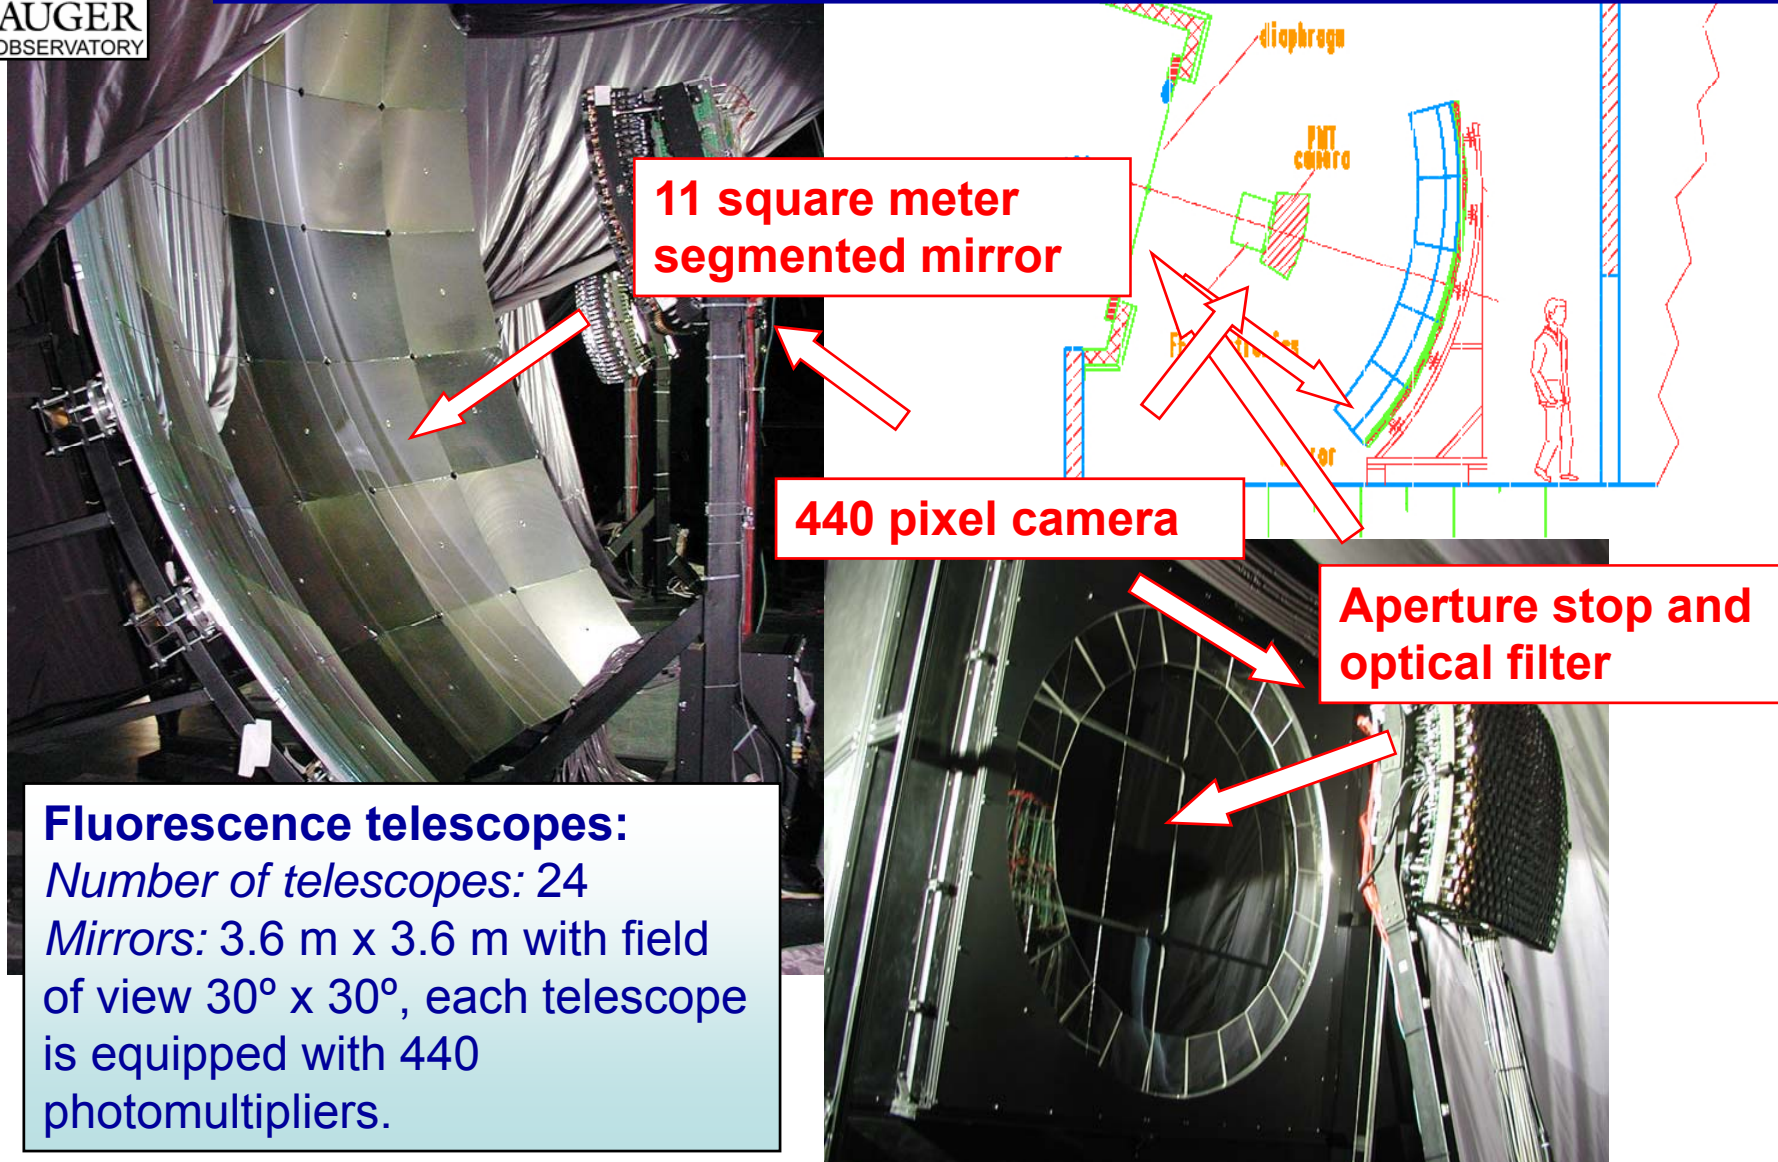 AUGER
OBSERVATORY
diaphragm
PMT
camera
11 square meter
segmented mirror
440 pixel camera
Aperture stop and
optical filter
Fluorescence telescopes:
Number of telescopes: 24
Mirrors: 3.6 m x 3.6 m with field
of view 30º x 30º, each telescope
is equipped with 440
photomultipliers.